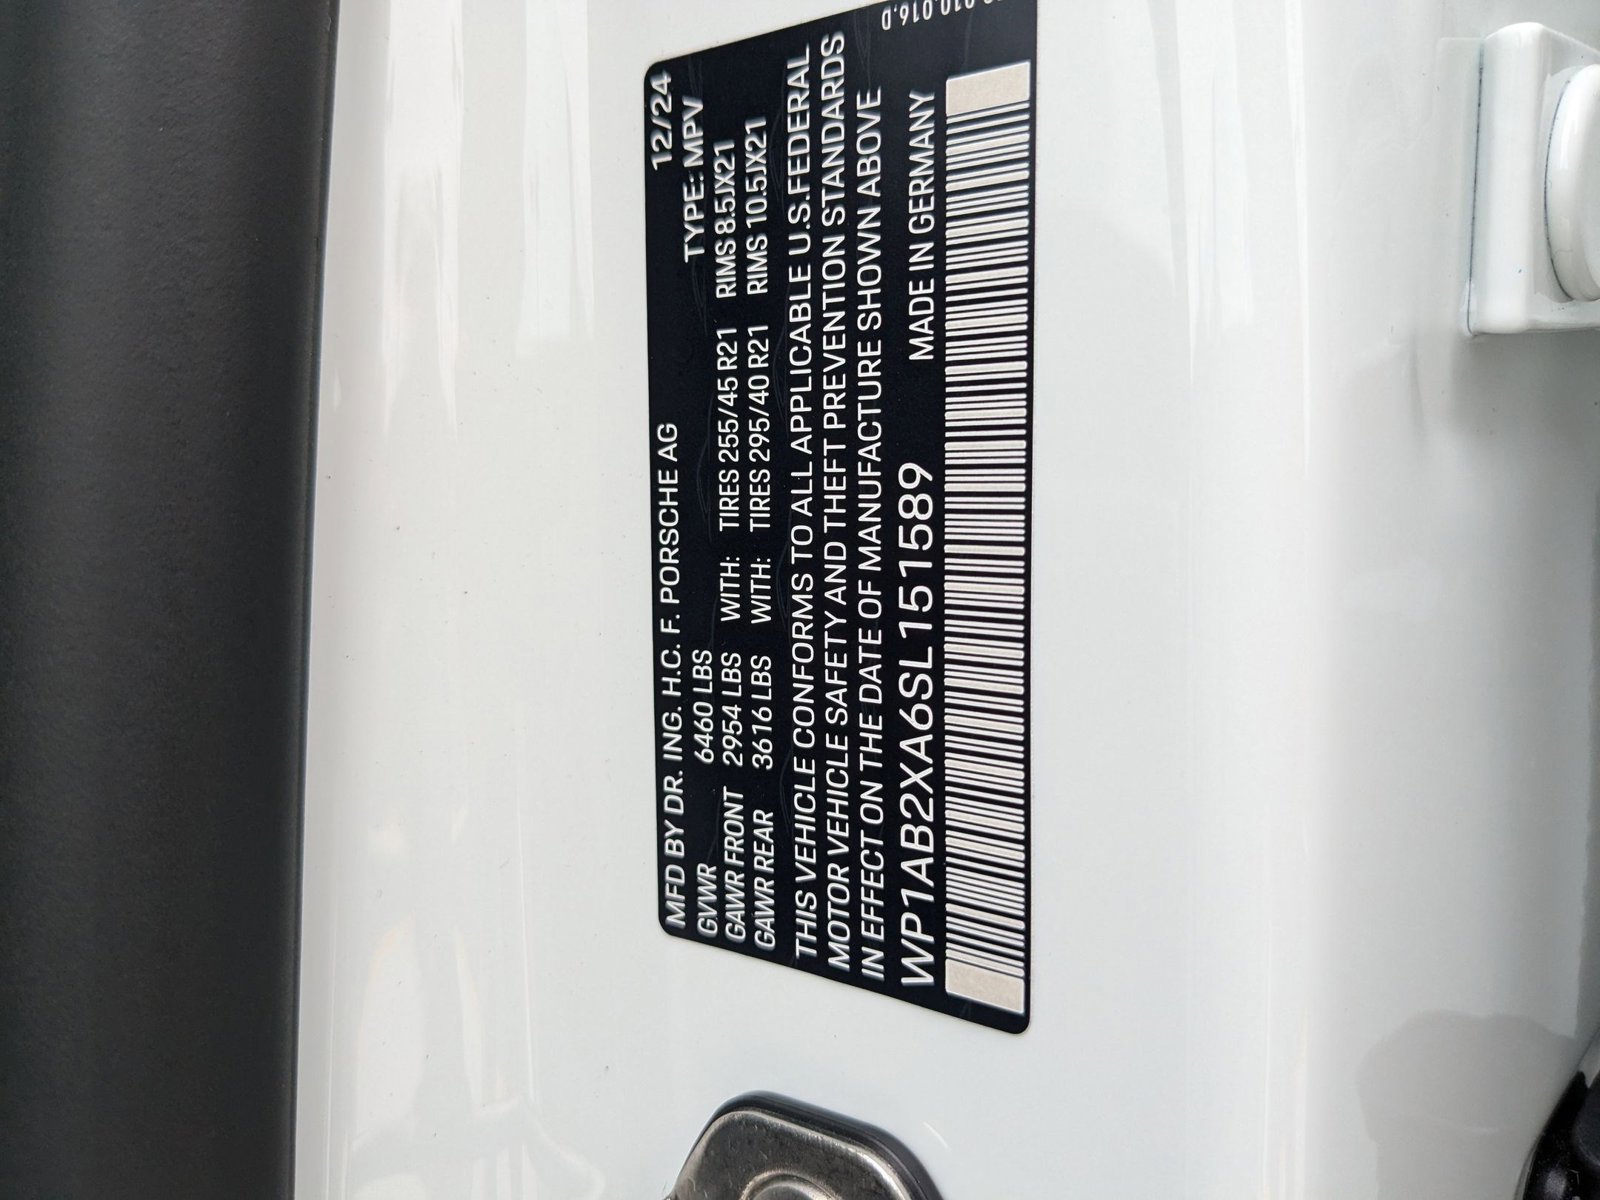 MFD BY DR. ING. H.C. F. PORSCHE AG 12/24
TYPE: MPV
GVWR 6460 LBS
GAWR FRONT 2954 LBS WITH: TIRES 255/45 R21 RIMS 8.5JX21
GAWR REAR 3616 LBS WITH: TIRES 295/40 R21 RIMS 10.5JX21
THIS VEHICLE CONFORMS TO ALL APPLICABLE U.S.FEDERAL
MOTOR VEHICLE SAFETY AND THEFT PREVENTION STANDARDS
IN EFFECT ON THE DATE OF MANUFACTURE SHOWN ABOVE
WP1AB2XA6SL151589 MADE IN GERMANY